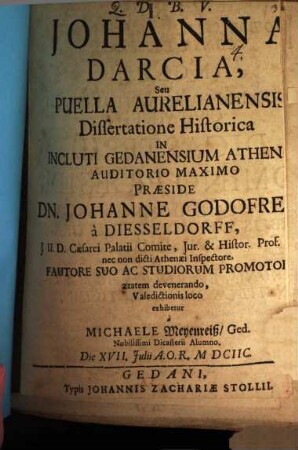 Q. D. B. V.
JOHANNA
4.
DARCIA,
Seu
PUELLA AURELIANENSIS
Dissertatione Historica
IN
INCLUTI GEDANENSIUM ATHEN
AUDITORIO MAXIMO
PRÆSIDE
DN. JOHANNE GODOFRE
à DIESSELDORFF,
J U. D. Cæsarei Palatii Comite, Jur. & Histor. Prof.
nec non dicti Athenæi Inspectore.
FAUTORE SUO AC STUDIORUM PROMOTO
ætatem devenerando,
Valedictionis loco
exhibetur
à
MICHAELE Meyenreiß/ Ged.
Nobilissimi Dicasterii Alumno,
Die XVII. Julii A.O.R. M DCIIC.
GEDANI,
Typis JOHANNIS ZACHARIÆ STOLLII.